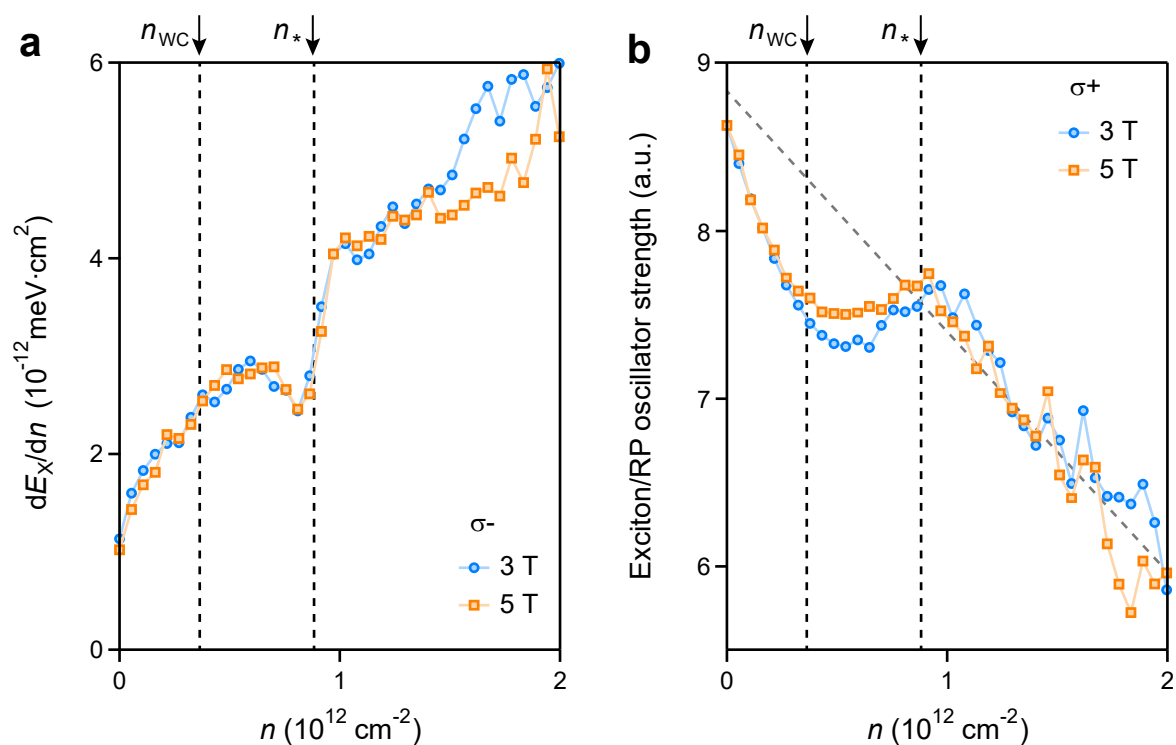 a
n_WC
n_*
6
4
2
0
dE_X/dn (10^-12 meV·cm^2)
σ-
3 T
5 T
0
1
2
n (10^12 cm^-2)
b
n_WC
n_*
9
8
7
6
Exciton/RP oscillator strength (a.u.)
σ+
3 T
5 T
0
1
2
n (10^12 cm^-2)